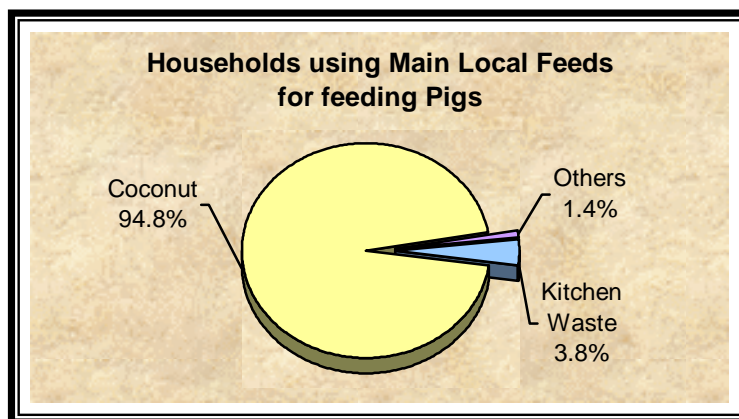 Households using Main Local Feeds
for feeding Pigs
Coconut
94.8%
Others
1.4%
Kitchen
Waste
3.8%